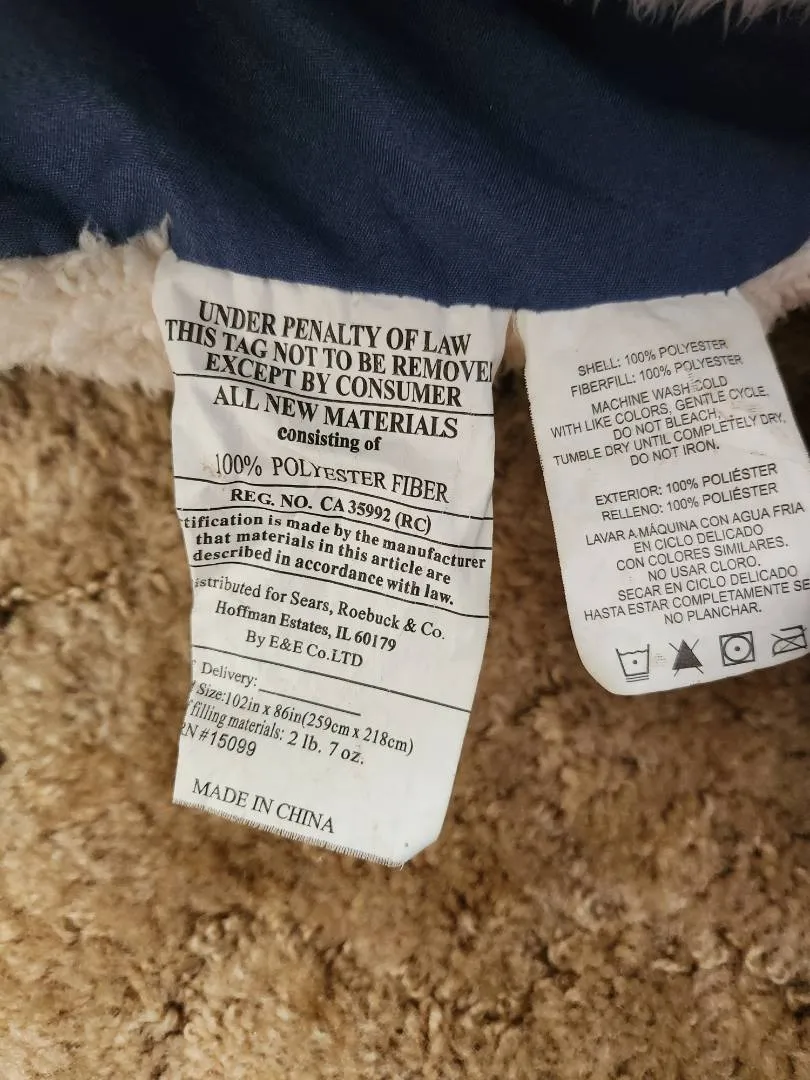 UNDER PENALTY OF LAW
THIS TAG NOT TO BE REMOVE
EXCEPT BY CONSUMER
ALL NEW MATERIALS
consisting of
100% POLYESTER FIBER
REG. NO. CA 35992 (RC)
tification is made by the manufacturer
that materials in this article are
described in accordance with law.
istributed for Sears, Roebuck & Co.
Hoffman Estates, IL 60179
By E&E Co.LTD
f Delivery:
Size:102in x 86in(259cm x 218cm)
filling materials: 2 lb. 7 oz.
RN #15099
MADE IN CHINA
SHELL: 100% POLYESTER
FIBERFILL: 100% POLYESTER
MACHINE WASH COLD
WITH LIKE COLORS, GENTLE CYCLE.
DO NOT BLEACH.
TUMBLE DRY UNTIL COMPLETELY DRY.
DO NOT IRON.
EXTERIOR: 100% POLIÉSTER
RELLENO: 100% POLIÉSTER
LAVAR A MÁQUINA CON AGUA FRIA
EN CICLO DELICADO
CON COLORES SIMILARES.
NO USAR CLORO.
SECAR EN CICLO DELICADO
HASTA ESTAR COMPLETAMENTE SE
NO PLANCHAR.